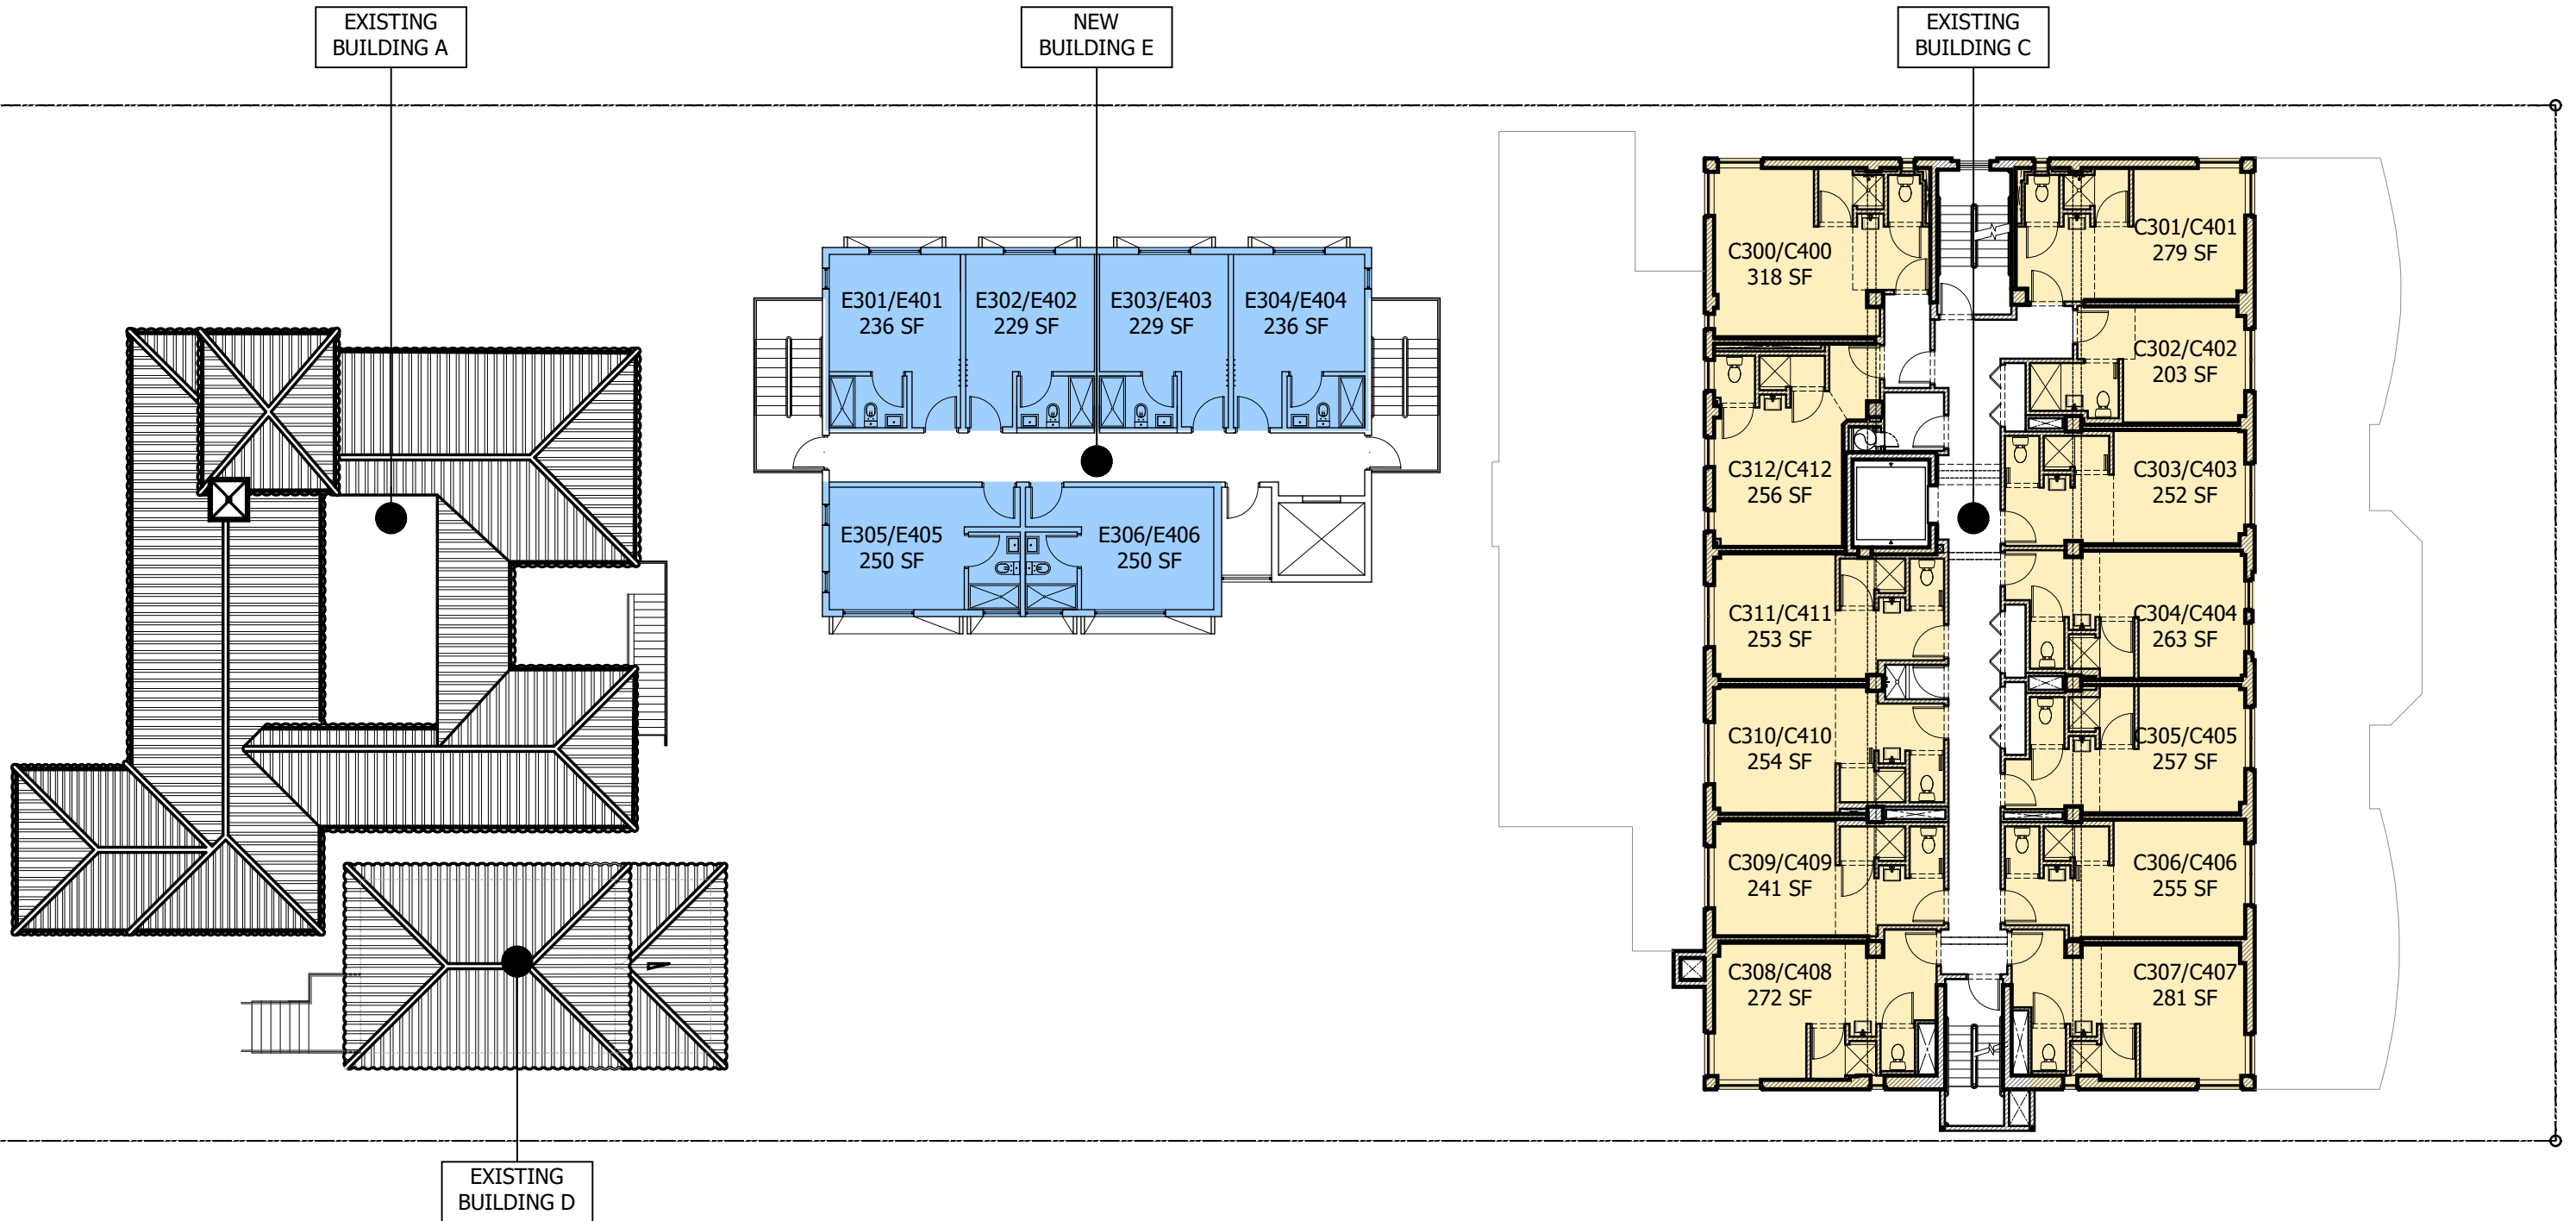 EXISTING
BUILDING A
NEW
BUILDING E
EXISTING
BUILDING C
E301/E401
236 SF
E302/E402
229 SF
E303/E403
229 SF
E304/E404
236 SF
E305/E405
250 SF
E306/E406
250 SF
C300/C400
318 SF
C301/C401
279 SF
C302/C402
203 SF
C312/C412
256 SF
C303/C403
252 SF
C311/C411
253 SF
C304/C404
263 SF
C310/C410
254 SF
C305/C405
257 SF
C309/C409
241 SF
C306/C406
255 SF
C308/C408
272 SF
C307/C407
281 SF
EXISTING
BUILDING D